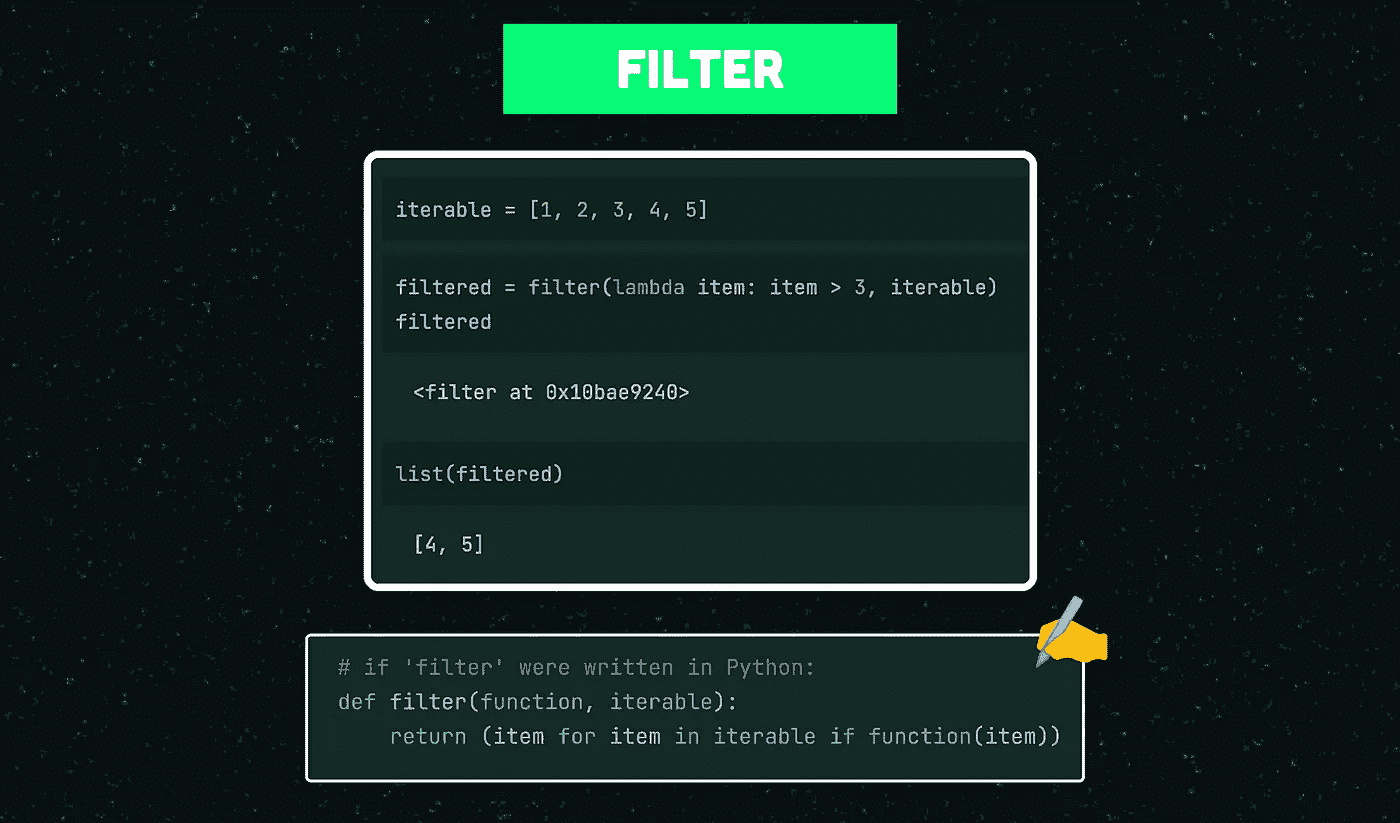 FILTER
iterable = [1, 2, 3, 4, 5]
filtered = filter(lambda item: item > 3, iterable)
filtered
<filter at 0x10bae9240>
list(filtered)
[4, 5]
# if 'filter' were written in Python:
def filter(function, iterable):
    return (item for item in iterable if function(item))